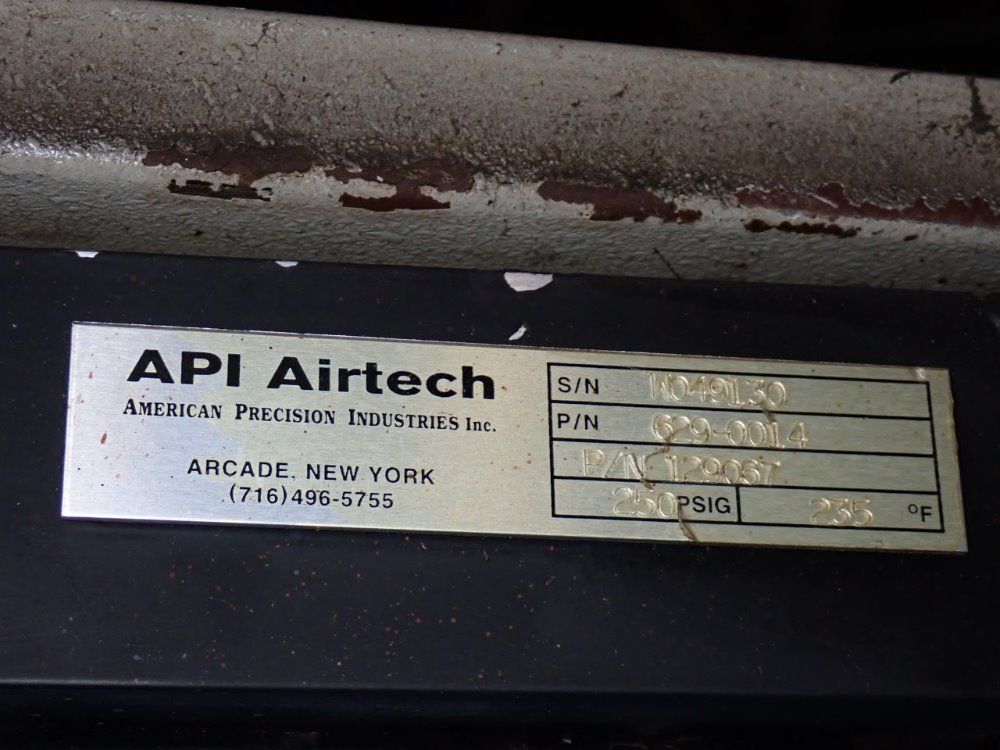 API Airtech
AMERICAN PRECISION INDUSTRIES Inc.
ARCADE, NEW YORK
(716)496-5755
S/N W049130
P/N 629-0014
P/N 129067
250 PSIG 235 °F